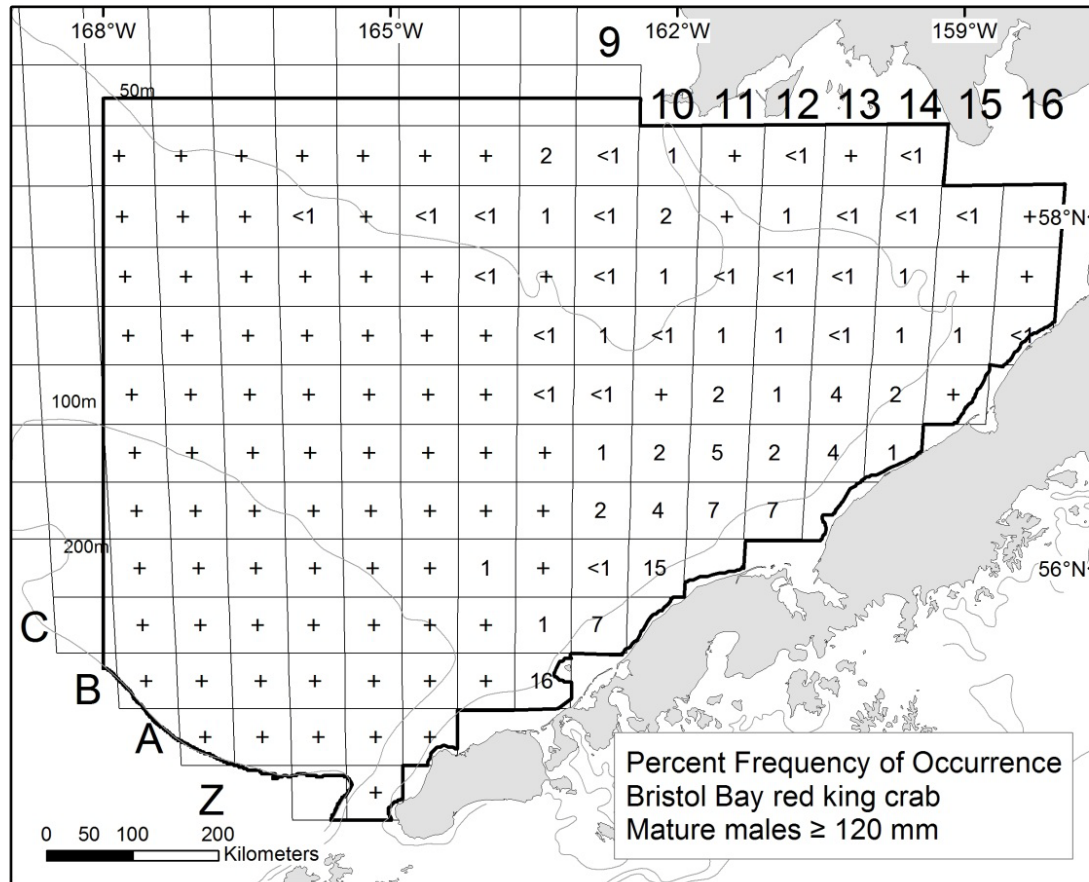 168°W 165°W 162°W 159°W
9
50m
10 11 12 13 14 15 16
+ + + + + + + 2 <1 1 + <1 + <1
+ + + <1 + <1 <1 1 <1 2 + 1 <1 <1 <1 + 58°N
+ + + + + + <1 + <1 1 <1 <1 <1 1 + +
+ + + + + + + <1 1 <1 1 1 <1 1 1 <1
100m
+ + + + + + + <1 <1 + 2 1 4 2 +
+ + + + + + + + 1 2 5 2 4 1
+ + + + + + + + 2 4 7 7
200m
+ + + + + + 1 + <1 15 56°N
C
+ + + + + + + 1 7
B
+ + + + + + + 16
A
+ + + + +
Z
+
Percent Frequency of Occurrence
Bristol Bay red king crab
Mature males ≥ 120 mm
0 50 100 200
Kilometers